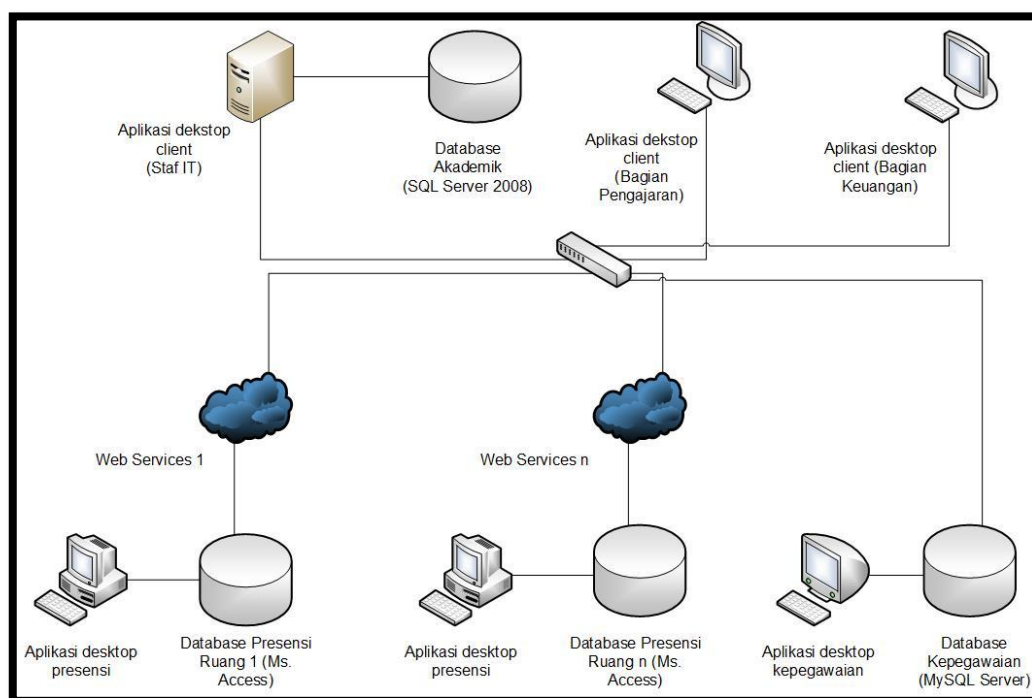 Aplikasi dekstop
client
(Staf IT)
Database
Akademik
(SQL Server 2008)
Aplikasi dekstop
client
(Bagian
Pengajaran)
Aplikasi desktop
client (Bagian
Keuangan)
Web Services 1
Web Services n
Aplikasi desktop
presensi
Database Presensi
Ruang 1 (Ms.
Access)
Aplikasi desktop
presensi
Database Presensi
Ruang n (Ms.
Access)
Aplikasi desktop
kepegawaian
Database
Kepegawaian
(MySQL Server)